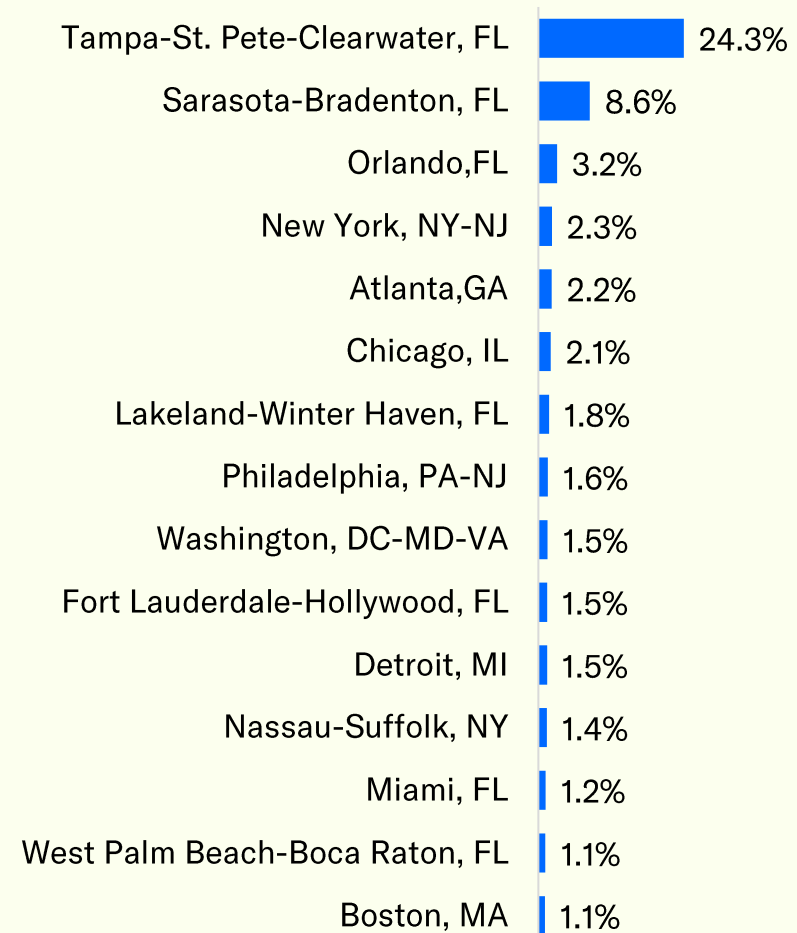 Tampa-St. Pete-Clearwater, FL 24.3%
Sarasota-Bradenton, FL 8.6%
Orlando,FL 3.2%
New York, NY-NJ 2.3%
Atlanta,GA 2.2%
Chicago, IL 2.1%
Lakeland-Winter Haven, FL 1.8%
Philadelphia, PA-NJ 1.6%
Washington, DC-MD-VA 1.5%
Fort Lauderdale-Hollywood, FL 1.5%
Detroit, MI 1.5%
Nassau-Suffolk, NY 1.4%
Miami, FL 1.2%
West Palm Beach-Boca Raton, FL 1.1%
Boston, MA 1.1%